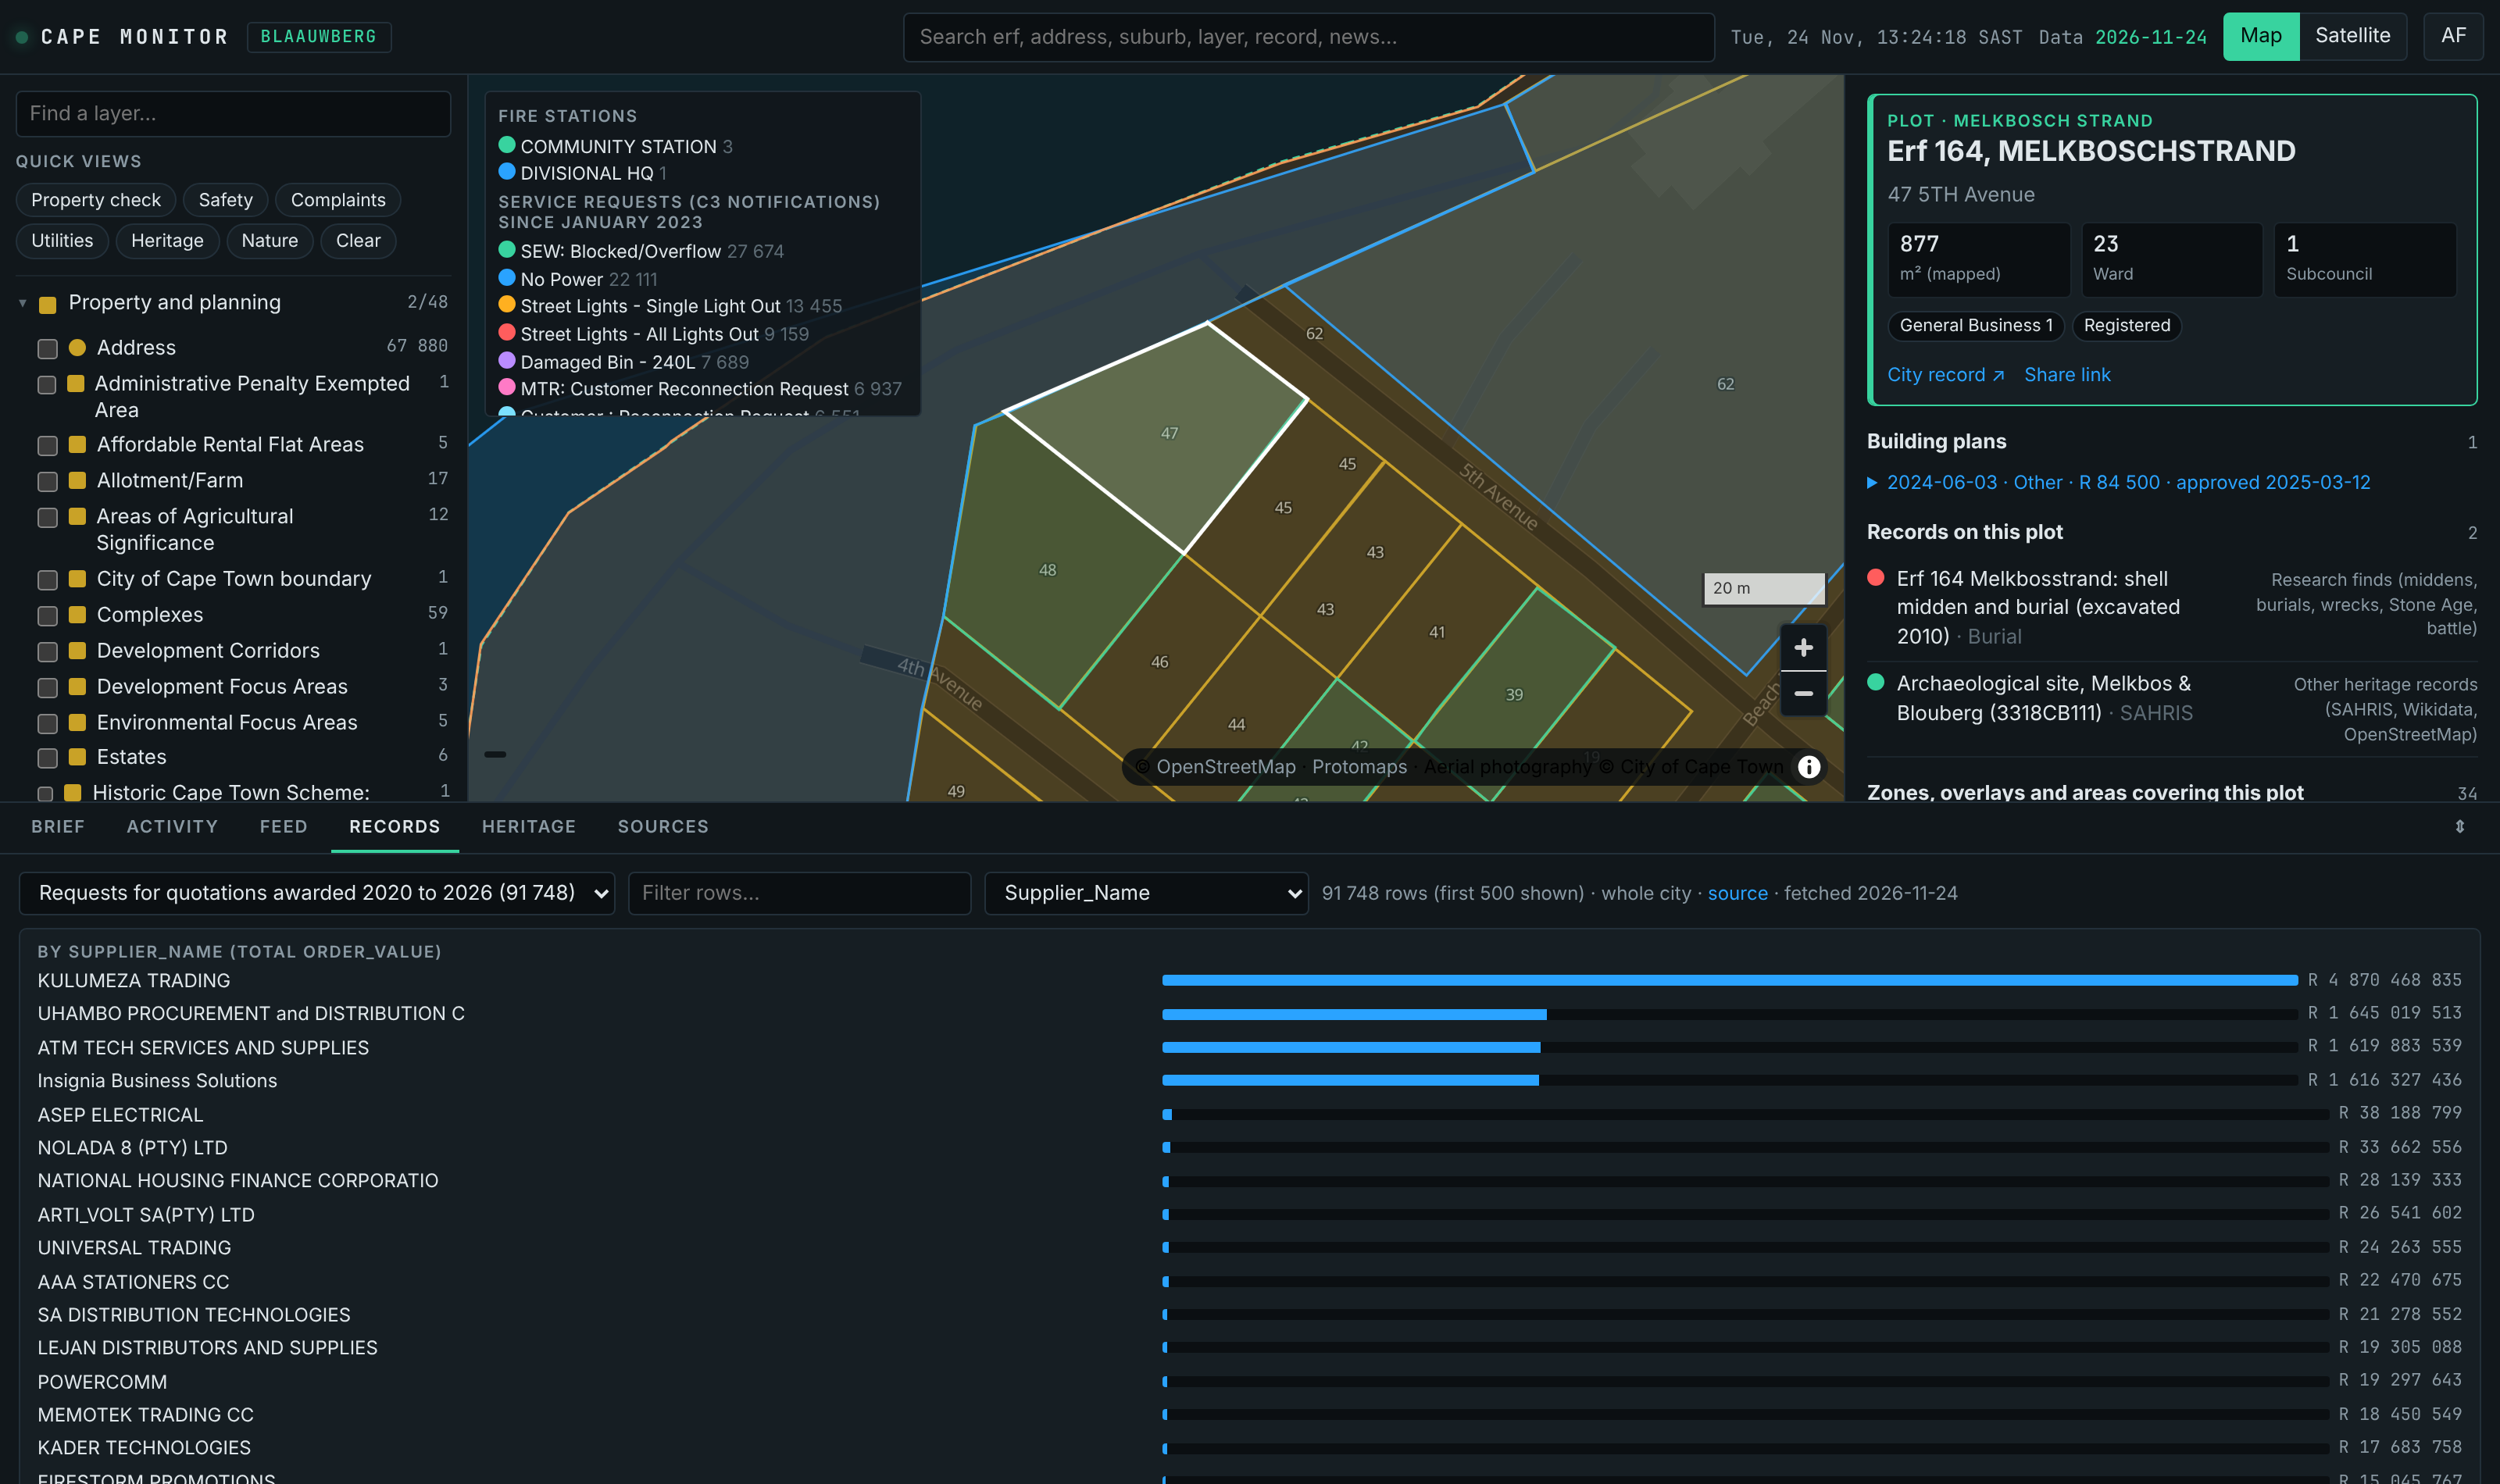 CAPE MONITOR BLAAUWBERG
Search erf, address, suburb, layer, record, news...
Tue, 24 Nov, 13:24:18 SAST Data 2026-11-24
Map Satellite AF
Find a layer...
QUICK VIEWS
Property check Safety Complaints
Utilities Heritage Nature Clear
Property and planning 2/48
Address 67 880
Administrative Penalty Exempted 1
Area
Affordable Rental Flat Areas 5
Allotment/Farm 17
Areas of Agricultural 12
Significance
City of Cape Town boundary 1
Complexes 59
Development Corridors 1
Development Focus Areas 3
Environmental Focus Areas 5
Estates 6
Historic Cape Town Scheme: 1
FIRE STATIONS
COMMUNITY STATION 3
DIVISIONAL HQ 1
SERVICE REQUESTS (C3 NOTIFICATIONS)
SINCE JANUARY 2023
SEW: Blocked/Overflow 27 674
No Power 22 111
Street Lights - Single Light Out 13 455
Street Lights - All Lights Out 9 159
Damaged Bin - 240L 7 689
MTR: Customer Reconnection Request 6 937
Customer : Reconnection Request 6 551
62
62
47
45
45
5th Avenue
43
48
43
41
46
4th Avenue
39
Beach
44
42
19
49
20 m
+
−
© OpenStreetMap · Protomaps · Aerial photography © City of Cape Town
PLOT · MELKBOSCH STRAND
Erf 164, MELKBOSCHSTRAND
47 5TH Avenue
877 23 1
m² (mapped) Ward Subcouncil
General Business 1 Registered
City record ↗ Share link
Building plans 1
2024-06-03 · Other · R 84 500 · approved 2025-03-12
Records on this plot 2
Erf 164 Melkbosstrand: shell
midden and burial (excavated
2010) · Burial
Research finds (middens,
burials, wrecks, Stone Age,
battle)
Archaeological site, Melkbos &
Blouberg (3318CB111) · SAHRIS
Other heritage records
(SAHRIS, Wikidata,
OpenStreetMap)
Zones, overlays and areas covering this plot 34
BRIEF ACTIVITY FEED RECORDS HERITAGE SOURCES
Requests for quotations awarded 2020 to 2026 (91 748) Filter rows... Supplier_Name 91 748 rows (first 500 shown) · whole city · source · fetched 2026-11-24
BY SUPPLIER_NAME (TOTAL ORDER_VALUE)
KULUMEZA TRADING R 4 870 468 835
UHAMBO PROCUREMENT and DISTRIBUTION C R 1 645 019 513
ATM TECH SERVICES AND SUPPLIES R 1 619 883 539
Insignia Business Solutions R 1 616 327 436
ASEP ELECTRICAL R 38 188 799
NOLADA 8 (PTY) LTD R 33 662 556
NATIONAL HOUSING FINANCE CORPORATIO R 28 139 333
ARTI_VOLT SA(PTY) LTD R 26 541 602
UNIVERSAL TRADING R 24 263 555
AAA STATIONERS CC R 22 470 675
SA DISTRIBUTION TECHNOLOGIES R 21 278 552
LEJAN DISTRIBUTORS AND SUPPLIES R 19 305 088
POWERCOMM R 19 297 643
MEMOTEK TRADING CC R 18 450 549
KADER TECHNOLOGIES R 17 683 758
FIRESTORM PROMOTIONS R 15 045 767